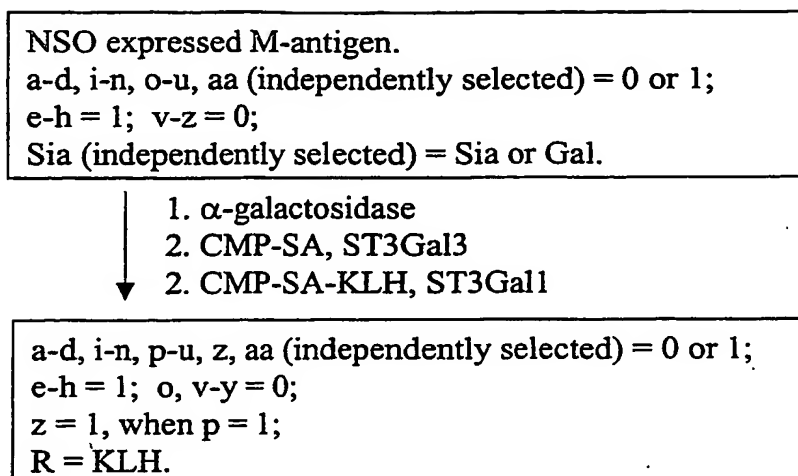 NSO expressed M-antigen.
a-d, i-n, o-u, aa (independently selected) = 0 or 1;
e-h = 1; v-z = 0;
Sia (independently selected) = Sia or Gal.
1. α-galactosidase
2. CMP-SA, ST3Gal3
2. CMP-SA-KLH, ST3Gal1
a-d, i-n, p-u, z, aa (independently selected) = 0 or 1;
e-h = 1; o, v-y = 0;
z = 1, when p = 1;
R = KLH.